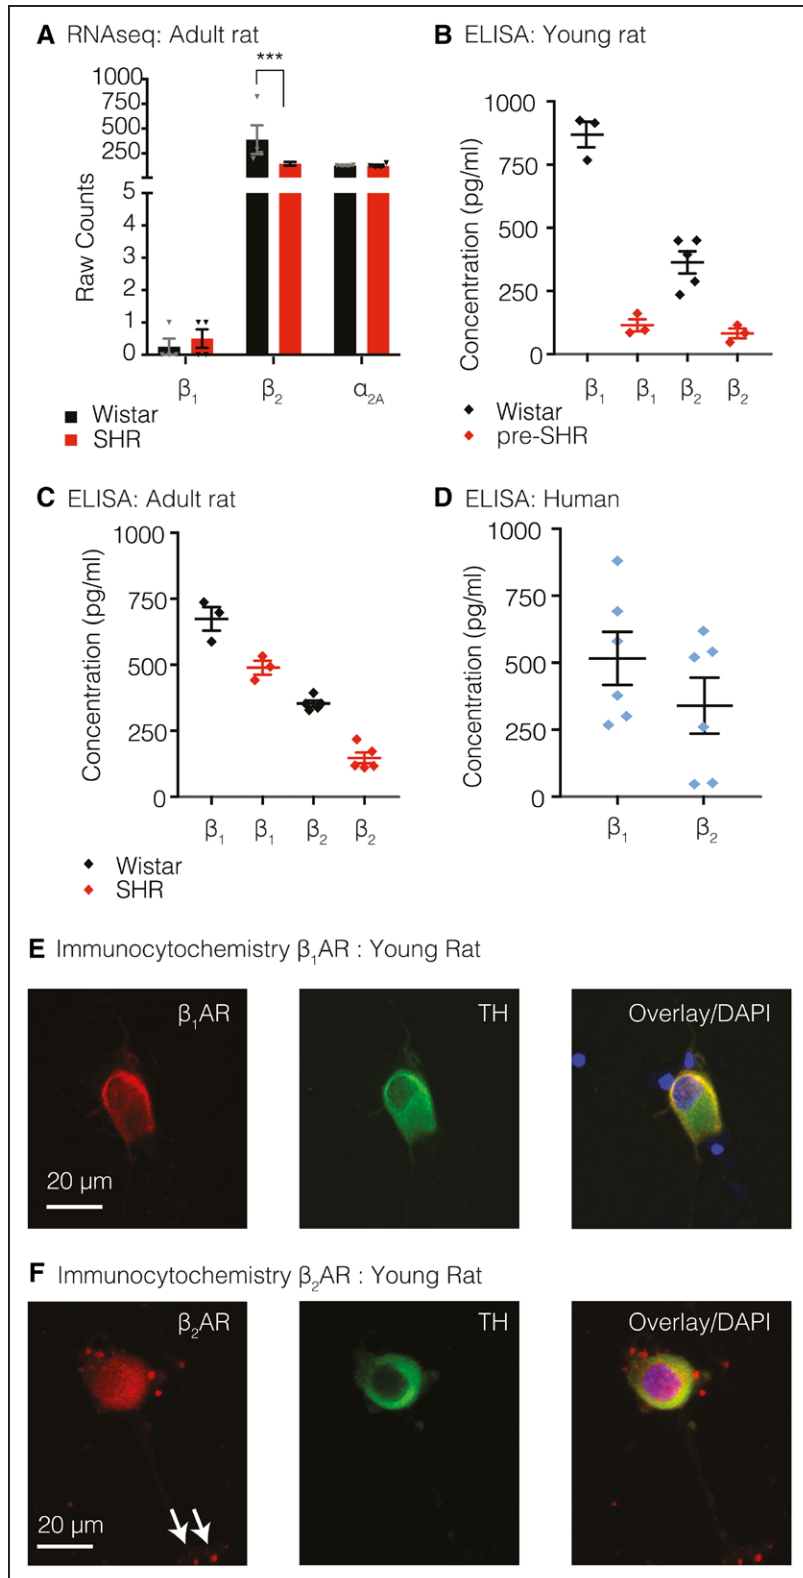 A RNAseq: Adult rat
***
1000
750
500
250
5
4
3
2
1
0
Raw Counts
β₁
β₂
α₂A
Wistar
SHR
B ELISA: Young rat
1000
750
500
250
0
Concentration (pg/ml)
β₁
β₁
β₂
β₂
Wistar
pre-SHR
C ELISA: Adult rat
1000
750
500
250
0
Concentration (pg/ml)
β₁
β₁
β₂
β₂
Wistar
SHR
D ELISA: Human
1000
750
500
250
0
Concentration (pg/ml)
β₁
β₂
E Immunocytochemistry β₁AR : Young Rat
β₁AR
20 µm
TH
Overlay/DAPI
F Immunocytochemistry β₂AR : Young Rat
β₂AR
20 µm
TH
Overlay/DAPI